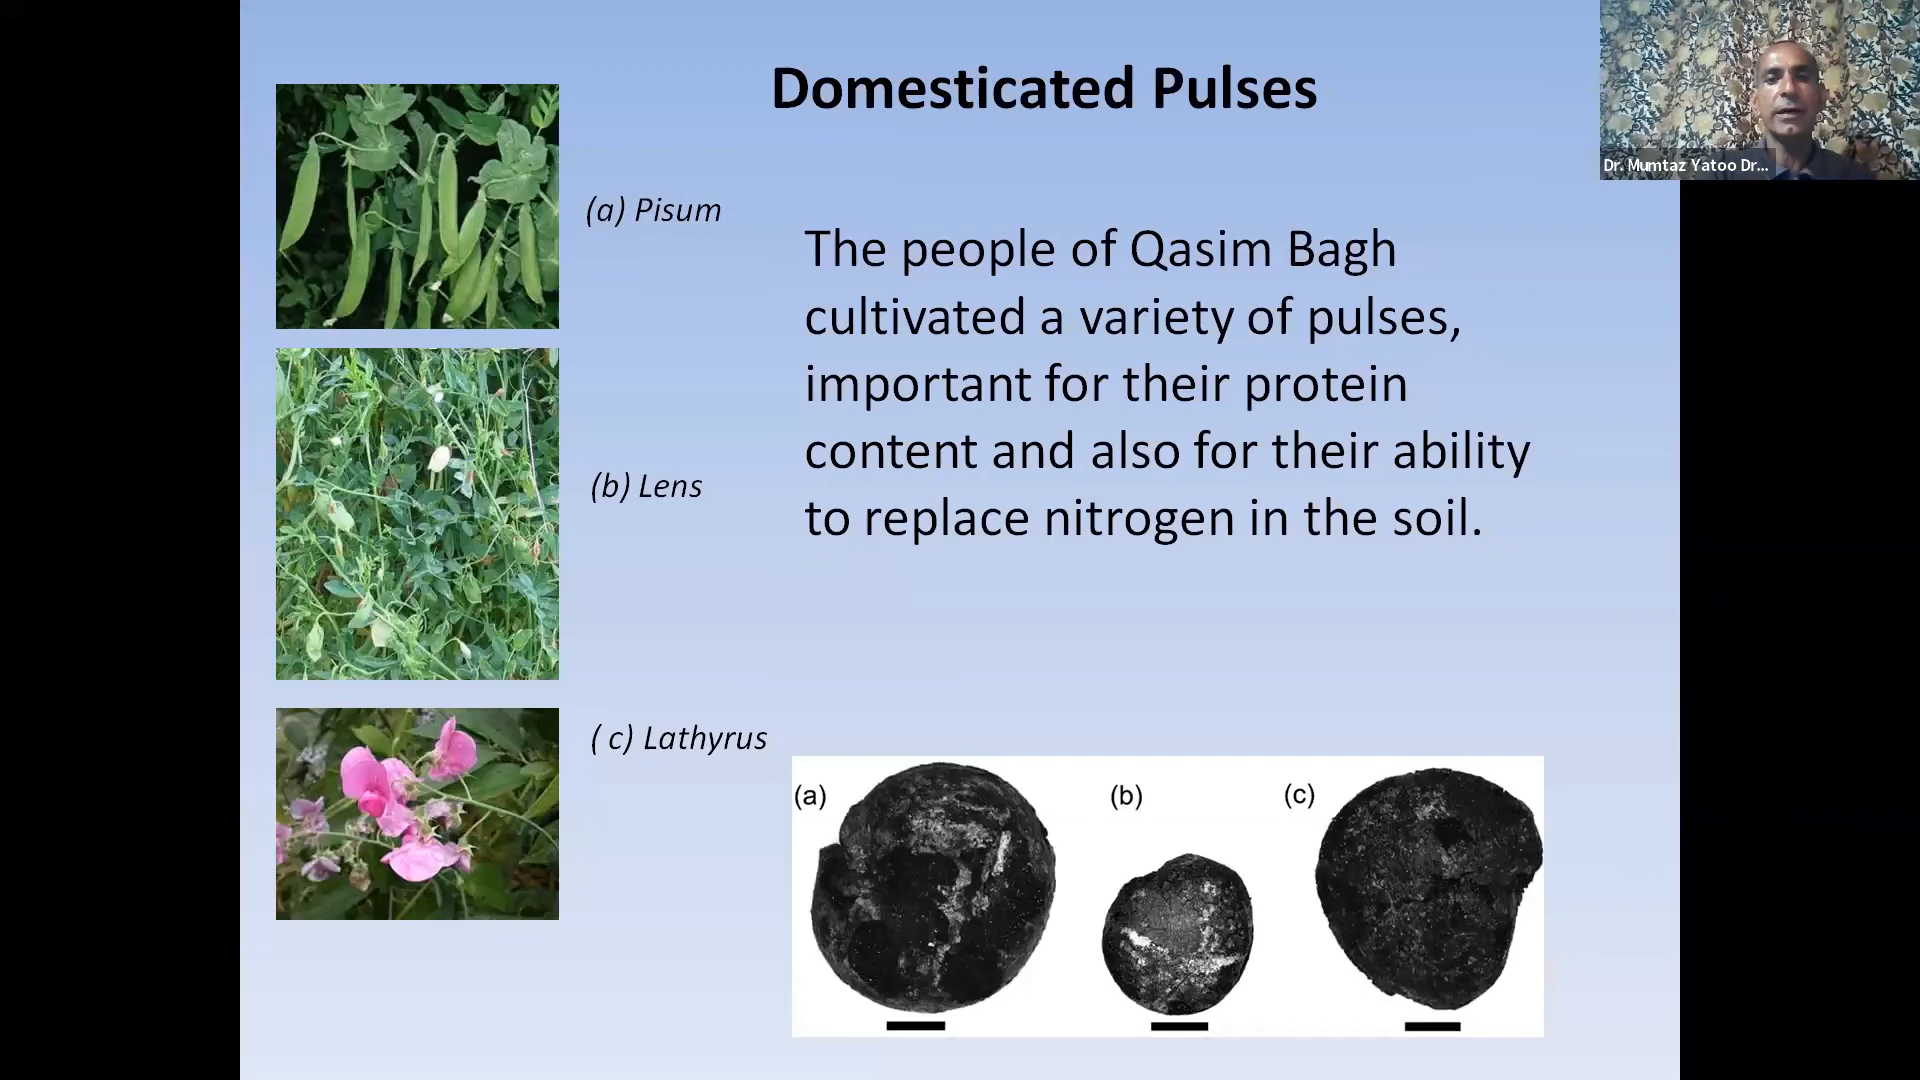 Domesticated Pulses
Dr. Mumtaz Yatoo Dr...
(a) Pisum
The people of Qasim Bagh
cultivated a variety of pulses,
important for their protein
content and also for their ability
to replace nitrogen in the soil.
(b) Lens
( c) Lathyrus
(a)
(b)
(c)